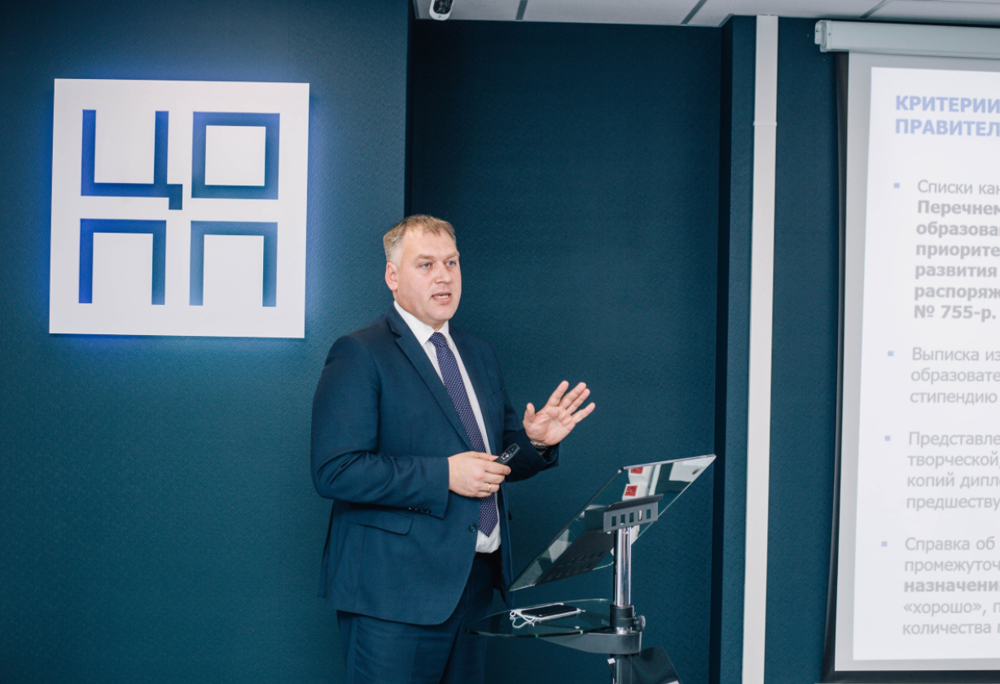 ЦО
ПП
КРИТЕРИИ
ПРАВИТЕЛ
Списки кан
Перечнем
образова
приорите
развития
распоряж
№ 755-р.
Выписка из
образовате
стипендию
Представле
творческой
копий дипл
предшеству
Справка об
промежуточ
назначени
«хорошо», п
количества п